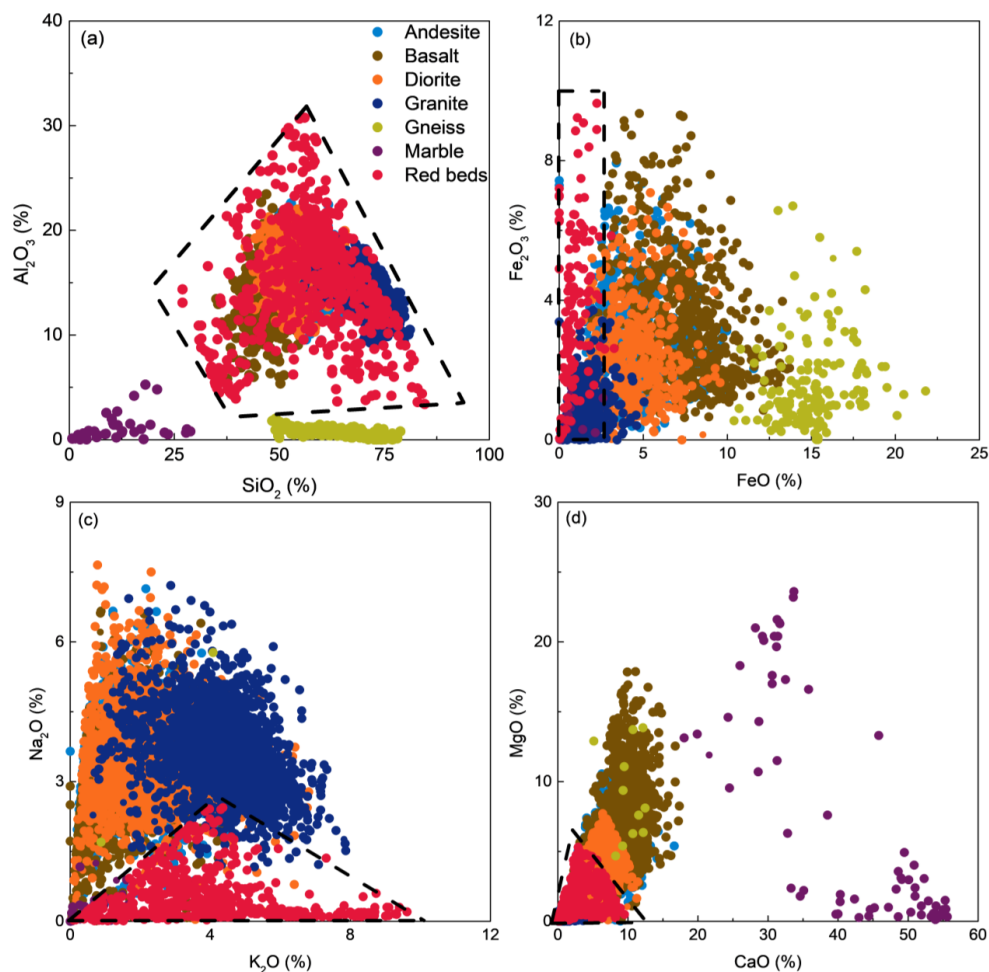 (a)
Andesite
Basalt
Diorite
Granite
Gneiss
Marble
Red beds
40
30
20
10
0
Al₂O₃ (%)
0 25 50 75 100
SiO₂ (%)
(b)
12
8
4
0
Fe₂O₃ (%)
0 5 10 15 20 25
FeO (%)
(c)
9
6
3
0
Na₂O (%)
0 4 8 12
K₂O (%)
(d)
30
20
10
0
MgO (%)
0 10 20 30 40 50 60
CaO (%)